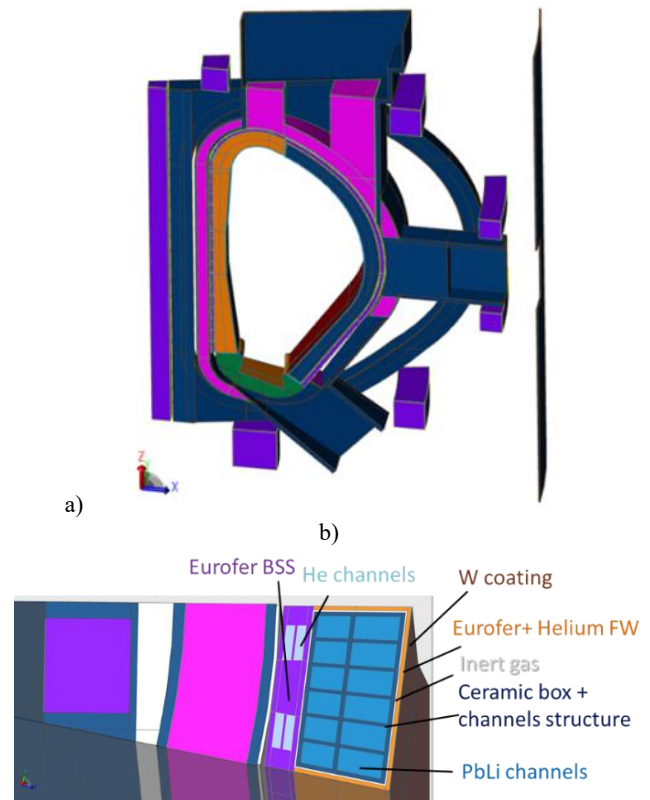 Z
Y
X
a)
b)
Eurofer BSS
He channels
W coating
Eurofer+ Helium FW
Inert gas
Ceramic box +
channels structure
PbLi channels